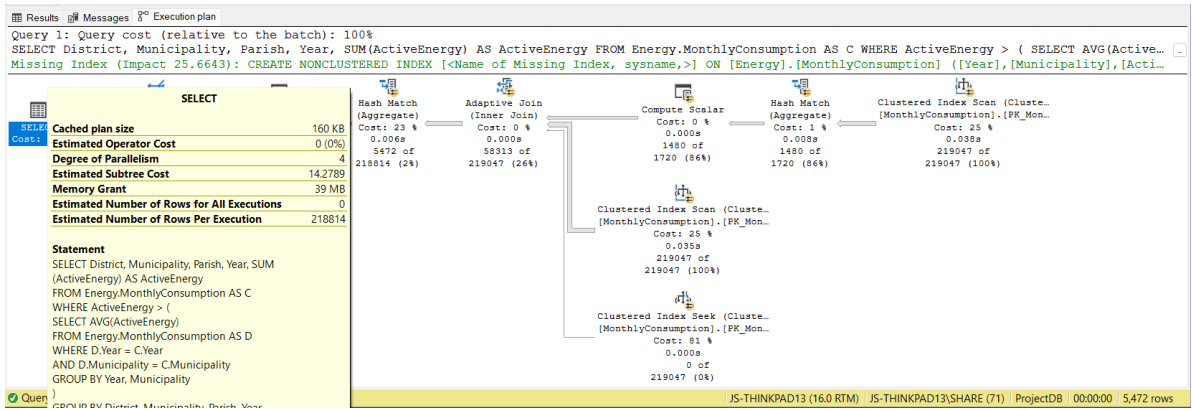 Results Messages Execution plan
Query 1: Query cost (relative to the batch): 100%
SELECT District, Municipality, Parish, Year, SUM(ActiveEnergy) AS ActiveEnergy FROM Energy.MonthlyConsumption AS C WHERE ActiveEnergy > ( SELECT AVG(Active…
Missing Index (Impact 25.6643): CREATE NONCLUSTERED INDEX [<Name of Missing Index, sysname,>] ON [Energy].[MonthlyConsumption] ([Year],[Municipality],[Acti…
SELECT
Cost:
SELECT
Cached plan size 160 KB
Estimated Operator Cost 0 (0%)
Degree of Parallelism 4
Estimated Subtree Cost 14.2789
Memory Grant 39 MB
Estimated Number of Rows for All Executions 0
Estimated Number of Rows Per Execution 218814
Statement
SELECT District, Municipality, Parish, Year, SUM
(ActiveEnergy) AS ActiveEnergy
FROM Energy.MonthlyConsumption AS C
WHERE ActiveEnergy > (
SELECT AVG(ActiveEnergy)
FROM Energy.MonthlyConsumption AS D
WHERE D.Year = C.Year
AND D.Municipality = C.Municipality
GROUP BY Year, Municipality
)
GROUP BY District, Municipality, Parish, Year
Hash Match
(Aggregate)
Cost: 23 %
0.006s
5472 of
218814 (2%)
Adaptive Join
(Inner Join)
Cost: 0 %
0.000s
58313 of
219047 (26%)
Compute Scalar
Cost: 0 %
0.000s
1480 of
1720 (86%)
Hash Match
(Aggregate)
Cost: 1 %
0.008s
1480 of
1720 (86%)
Clustered Index Scan (Cluste…
[MonthlyConsumption].[PK_Mon…
Cost: 25 %
0.038s
219047 of
219047 (100%)
Clustered Index Scan (Cluste…
[MonthlyConsumption].[PK_Mon…
Cost: 25 %
0.035s
219047 of
219047 (100%)
Clustered Index Seek (Cluste…
[MonthlyConsumption].[PK_Mon…
Cost: 81 %
0.000s
0 of
219047 (0%)
Query
JS-THINKPAD13 (16.0 RTM) JS-THINKPAD13\SHARE (71) ProjectDB 00:00:00 5,472 rows